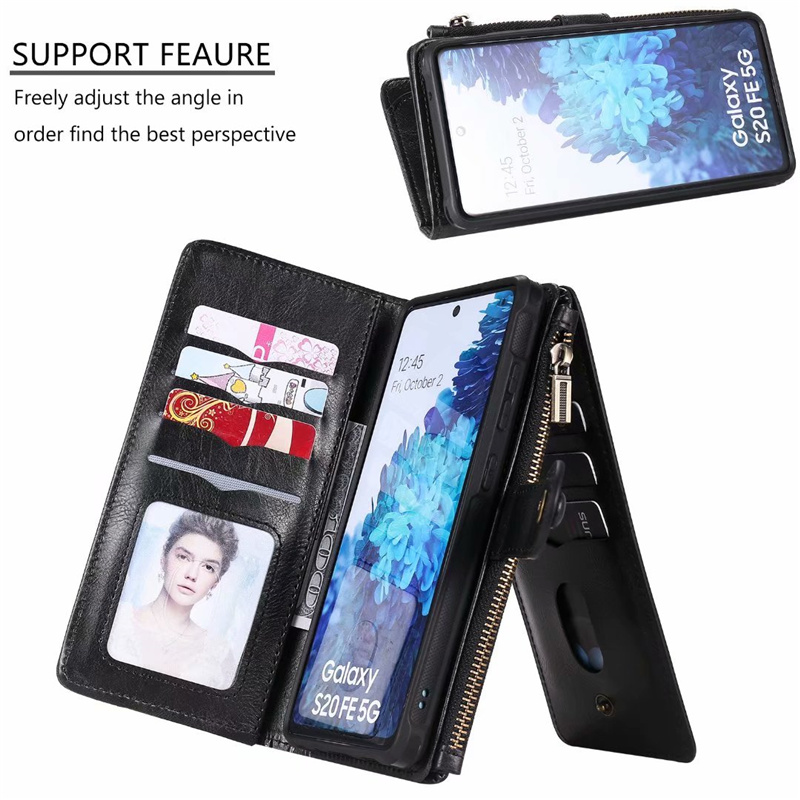 SUPPORT FEAURE
Freely adjust the angle in
order find the best perspective
12:45
Fri, October 2
Galaxy
S20 FE 5G
12:45
Fri, October 2
Galaxy
S20 FE 5G